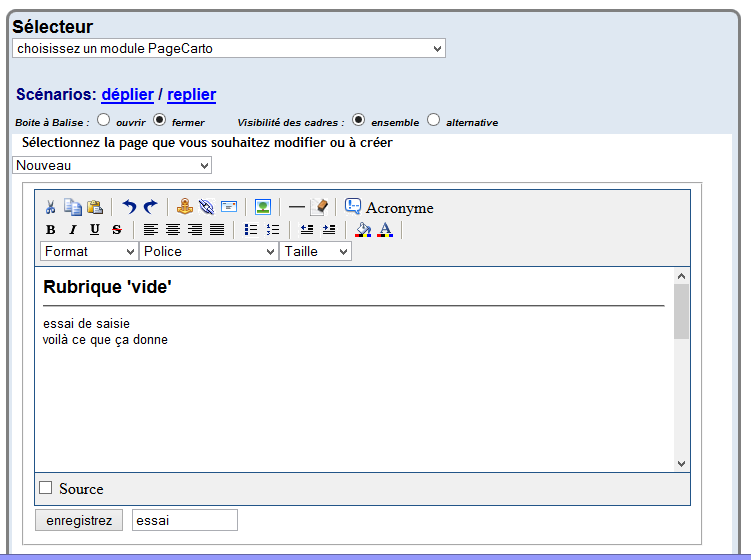 Sélecteur
choisissez un module PageCarto
Scénarios: déplier / replier
Boite à Balise : ouvrir fermer Visibilité des cadres : ensemble alternative
Sélectionnez la page que vous souhaitez modifier ou à créer
Nouveau
Acronyme
B I U S
Format Police Taille
Rubrique 'vide'
essai de saisie
voilà ce que ça donne
Source
enregistrez essai